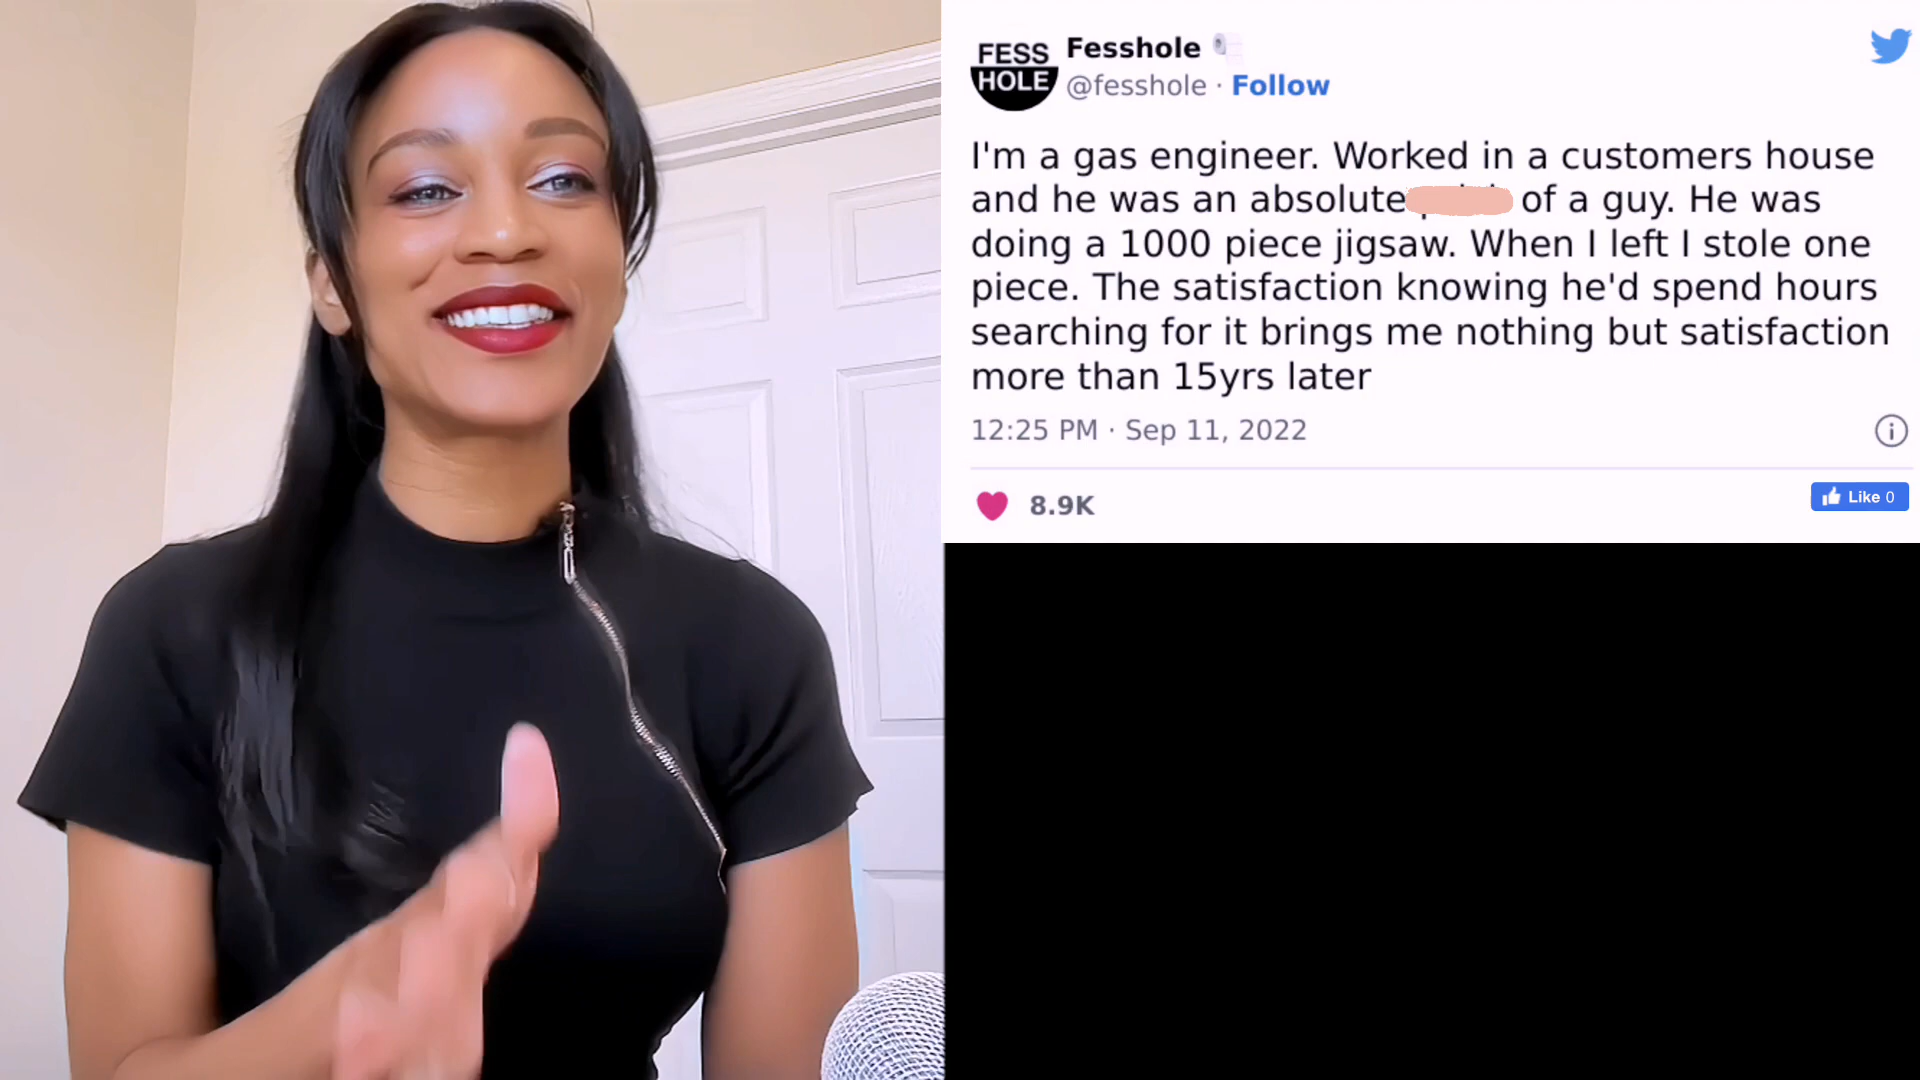 FESS
HOLE
Fesshole
@fesshole · Follow
I'm a gas engineer. Worked in a customers house
and he was an absolute of a guy. He was
doing a 1000 piece jigsaw. When I left I stole one
piece. The satisfaction knowing he'd spend hours
searching for it brings me nothing but satisfaction
more than 15yrs later
12:25 PM · Sep 11, 2022
8.9K
Like 0